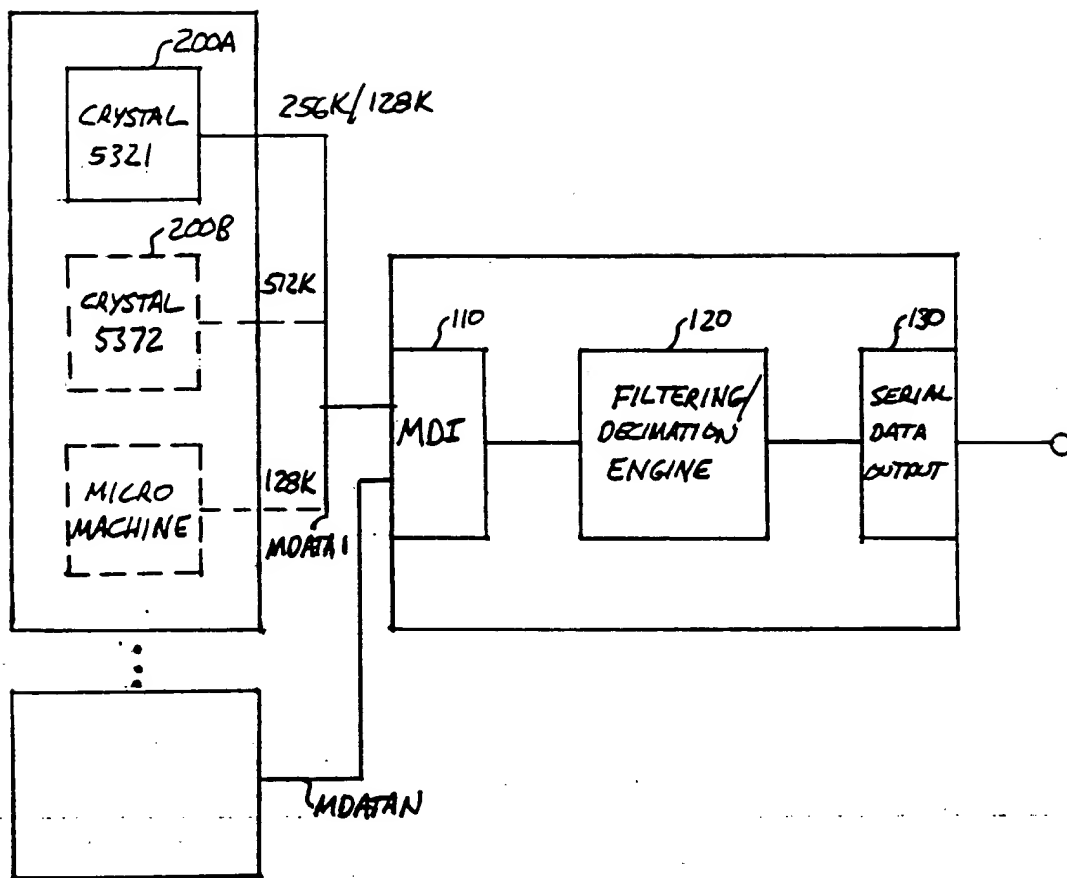 200A
CRYSTAL
5321
256K/128K
200B
CRYSTAL
5372
512K
MICRO
MACHINE
128K
MDATA1
110
MDI
120
FILTERING/
DECIMATION
ENGINE
130
SERIAL
DATA
OUTPUT
MDATAN